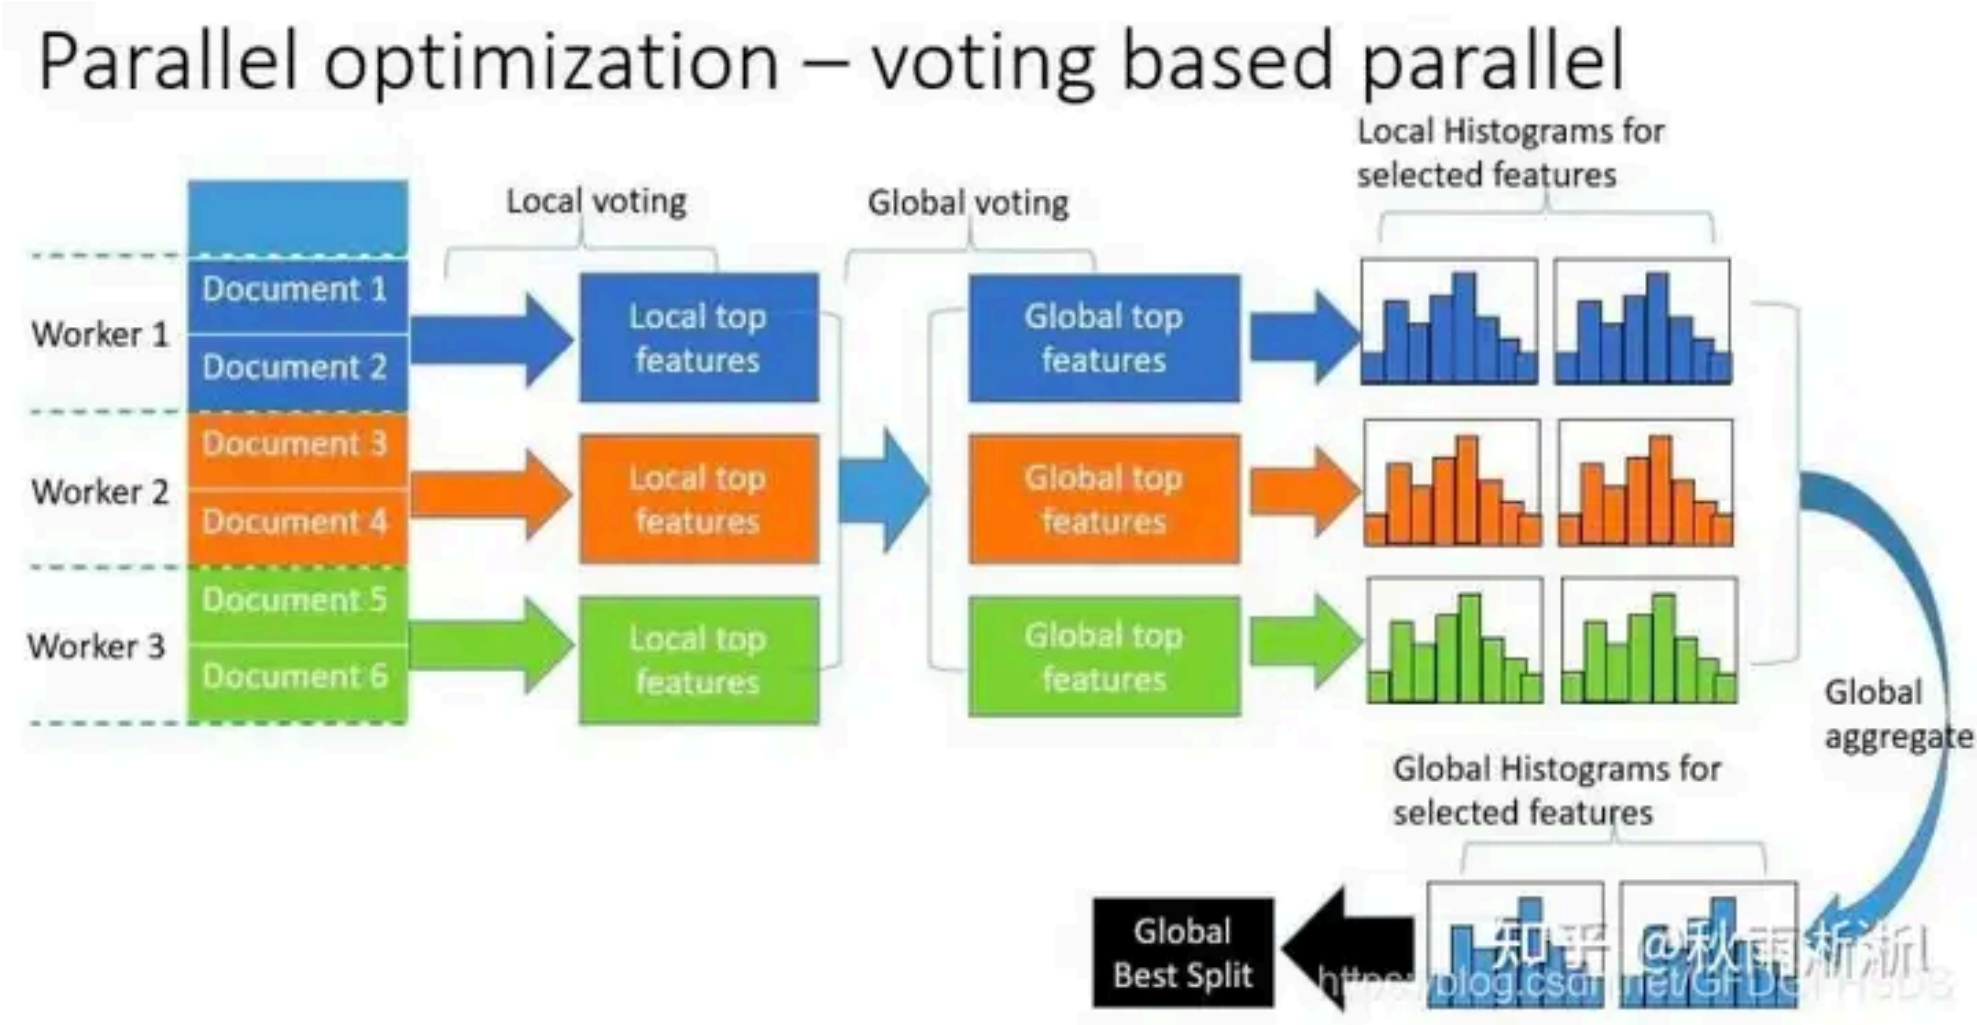 Parallel optimization – voting based parallel
Local Histograms for
selected features
Local voting
Global voting
Worker 1
Document 1
Document 2
Local top
features
Global top
features
Worker 2
Document 3
Document 4
Local top
features
Global top
features
Worker 3
Document 5
Document 6
Local top
features
Global top
features
Global
aggregate
Global Histograms for
selected features
Global
Best Split
知乎 @秋雨淅淅l